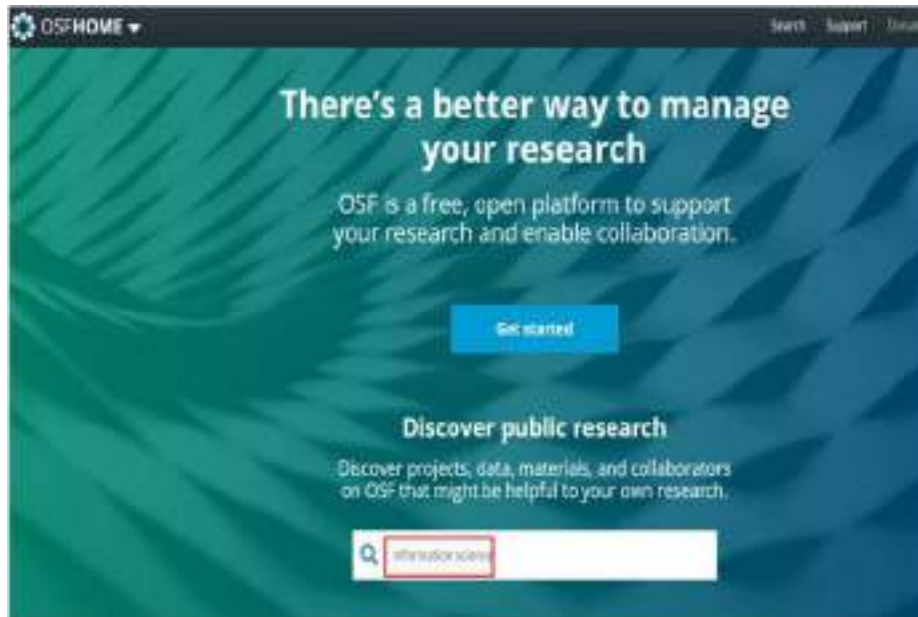 OSFHOME
Search Support
There's a better way to manage
your research
OSF is a free, open platform to support
your research and enable collaboration.
Get started
Discover public research
Discover projects, data, materials, and collaborators
on OSF that might be helpful to your own research.
information science